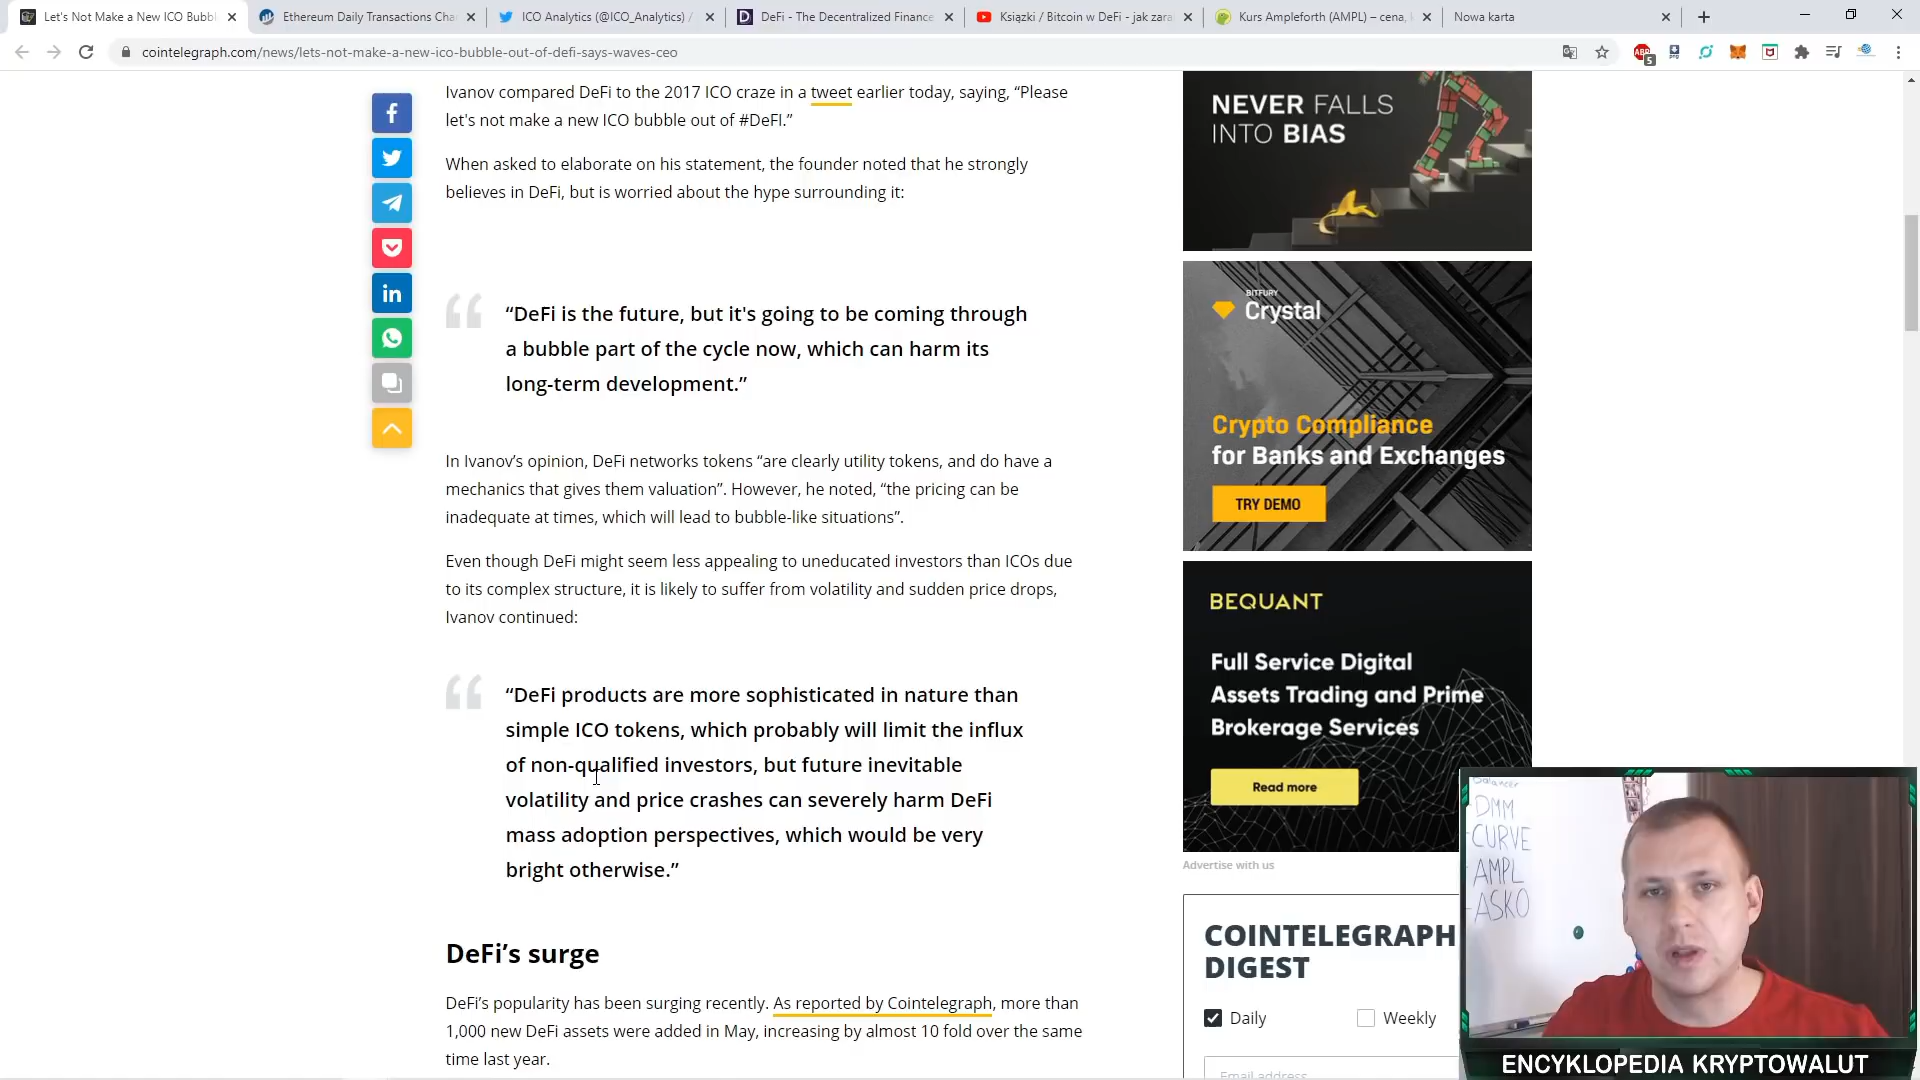 Let's Not Make a New ICO Bubbl
Ethereum Daily Transactions Cha
ICO Analytics (@ICO_Analytics) /
DeFi - The Decentralized Finance
Książki / Bitcoin w DeFi - jak zara
Kurs Ampleforth (AMPL) – cena,
Nowa karta
cointelegraph.com/news/lets-not-make-a-new-ico-bubble-out-of-defi-says-waves-ceo
Ivanov compared DeFi to the 2017 ICO craze in a tweet earlier today, saying, “Please
let's not make a new ICO bubble out of #DeFI.”
When asked to elaborate on his statement, the founder noted that he strongly
believes in DeFi, but is worried about the hype surrounding it:
“DeFi is the future, but it's going to be coming through
a bubble part of the cycle now, which can harm its
long-term development.”
In Ivanov’s opinion, DeFi networks tokens “are clearly utility tokens, and do have a
mechanics that gives them valuation”. However, he noted, “the pricing can be
inadequate at times, which will lead to bubble-like situations”.
Even though DeFi might seem less appealing to uneducated investors than ICOs due
to its complex structure, it is likely to suffer from volatility and sudden price drops,
Ivanov continued:
“DeFi products are more sophisticated in nature than
simple ICO tokens, which probably will limit the influx
of non-qualified investors, but future inevitable
volatility and price crashes can severely harm DeFi
mass adoption perspectives, which would be very
bright otherwise.”
DeFi’s surge
DeFi’s popularity has been surging recently. As reported by Cointelegraph, more than
1,000 new DeFi assets were added in May, increasing by almost 10 fold over the same
time last year.
NEVER FALLS
INTO BIAS
BITFURY
Crystal
Crypto Compliance
for Banks and Exchanges
TRY DEMO
BEQUANT
Full Service Digital
Assets Trading and Prime
Brokerage Services
Read more
Advertise with us
COINTELEGRAPH
DIGEST
Daily
Weekly
Email address
Balancer
DMM
CURVE
AMPL
ASKO
ENCYKLOPEDIA KRYPTOWALUT